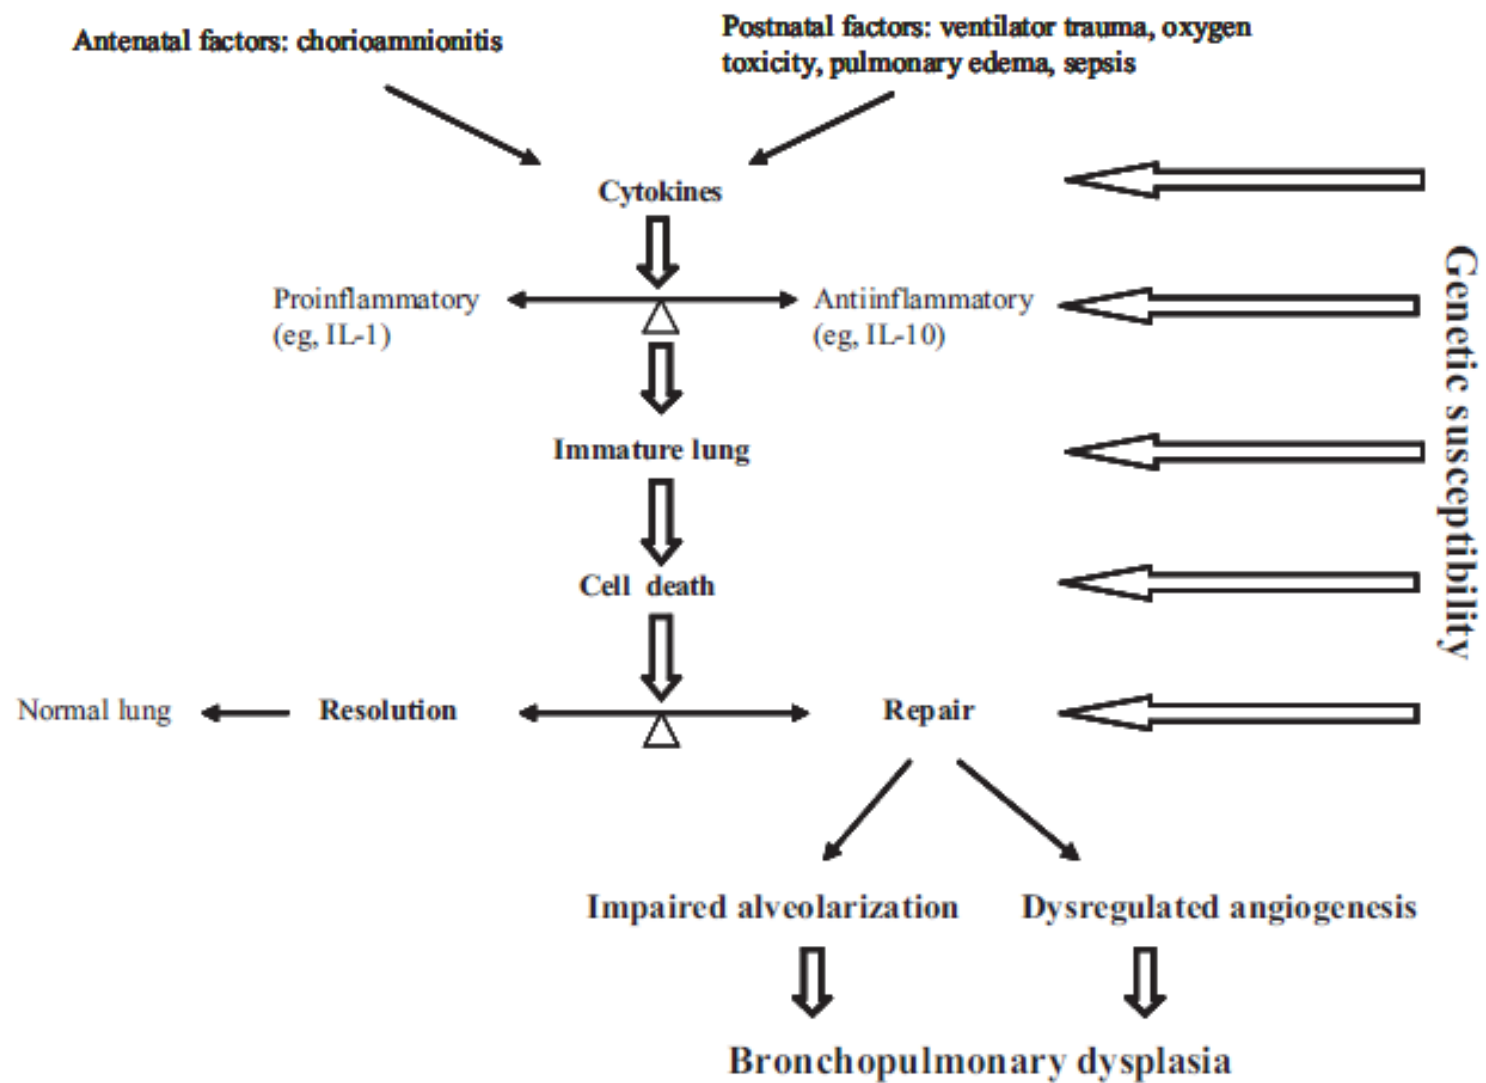 Antenatal factors: chorioamnionitis
Postnatal factors: ventilator trauma, oxygen
toxicity, pulmonary edema, sepsis
Cytokines
Proinflammatory
(eg, IL-1)
Antiinflammatory
(eg, IL-10)
Immature lung
Cell death
Normal lung
Resolution
Repair
Genetic susceptibility
Impaired alveolarization
Dysregulated angiogenesis
Bronchopulmonary dysplasia